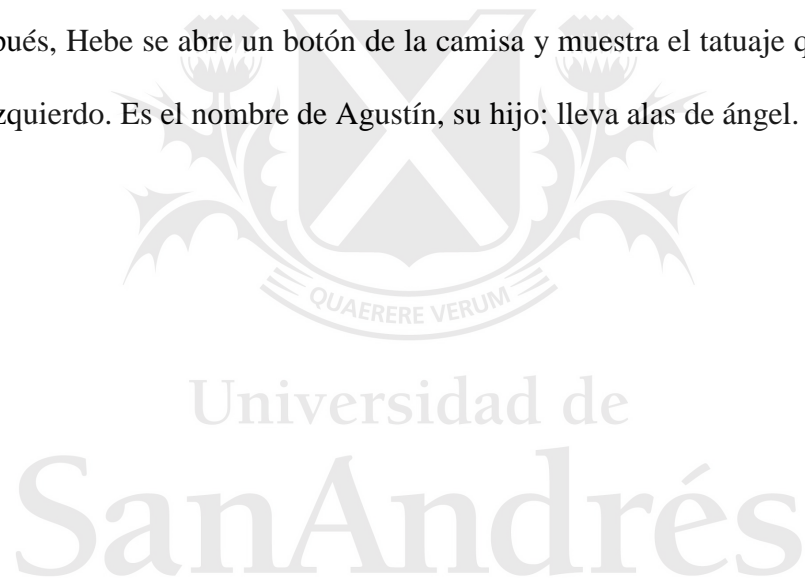 pués, Hebe se abre un botón de la camisa y muestra el tatuaje q
zquierdo. Es el nombre de Agustín, su hijo: lleva alas de ángel.
QUAERERE VERUM
Universidad de
SanAndrés